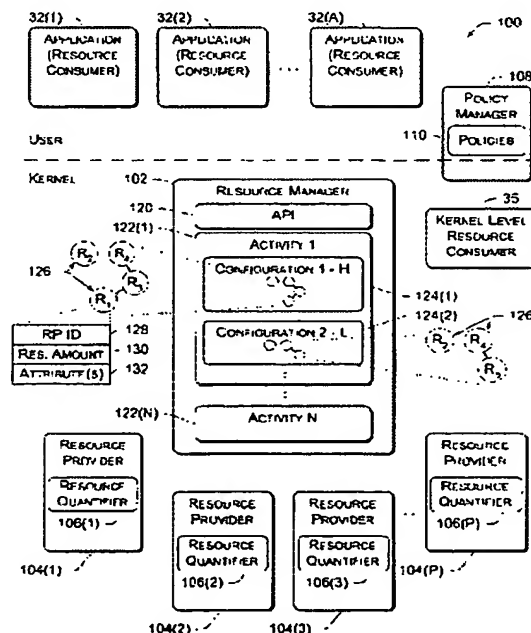 32(1) 32(2) 32(A)
APPLICATION (RESOURCE CONSUMER)
APPLICATION (RESOURCE CONSUMER)
...
APPLICATION (RESOURCE CONSUMER)
100
108
POLICY MANAGER
110
POLICIES
USER
KERNEL
102
RESOURCE MANAGER
35
120
API
KERNEL LEVEL RESOURCE CONSUMER
122(1)
ACTIVITY 1
CONFIGURATION 1 - H
124(1)
126
124(2)
126
CONFIGURATION 2 - L
RP ID
128
RES. AMOUNT
130
ATTRIBUTE(S)
132
122(N)
ACTIVITY N
RESOURCE PROVIDER
RESOURCE QUANTIFIER
106(1)
104(1)
RESOURCE PROVIDER
RESOURCE QUANTIFIER
106(2)
104(2)
RESOURCE PROVIDER
RESOURCE QUANTIFIER
106(3)
104(3)
...
RESOURCE PROVIDER
RESOURCE QUANTIFIER
106(P)
104(P)